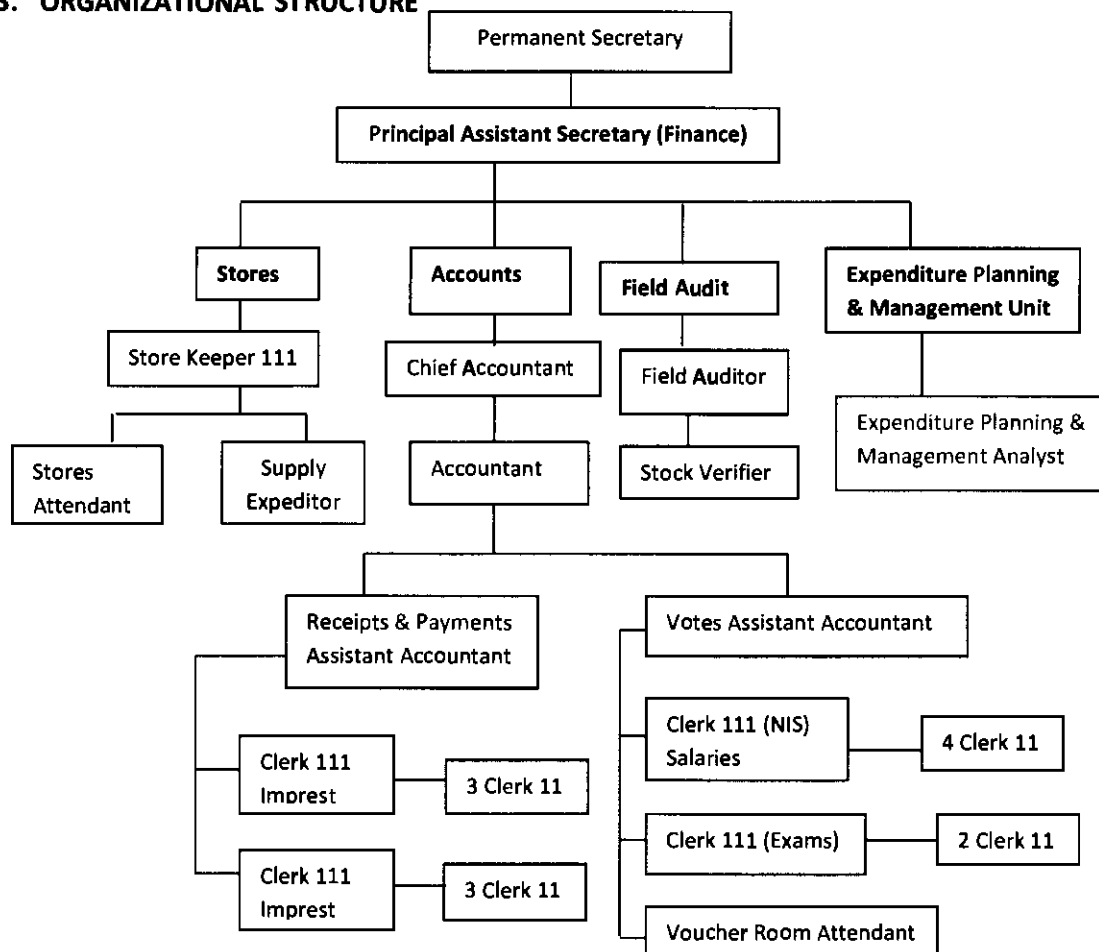 3. ORGANIZATIONAL STRUCTURE
Permanent Secretary
Principal Assistant Secretary (Finance)
Stores
Accounts
Field Audit
Expenditure Planning
& Management Unit
Store Keeper 111
Chief Accountant
Field Auditor
Expenditure Planning &
Management Analyst
Stores
Attendant
Supply
Expeditor
Accountant
Stock Verifier
Receipts & Payments
Assistant Accountant
Votes Assistant Accountant
Clerk 111 (NIS)
Salaries
4 Clerk 11
Clerk 111
Imprest
3 Clerk 11
Clerk 111 (Exams)
2 Clerk 11
Clerk 111
Imprest
3 Clerk 11
Voucher Room Attendant